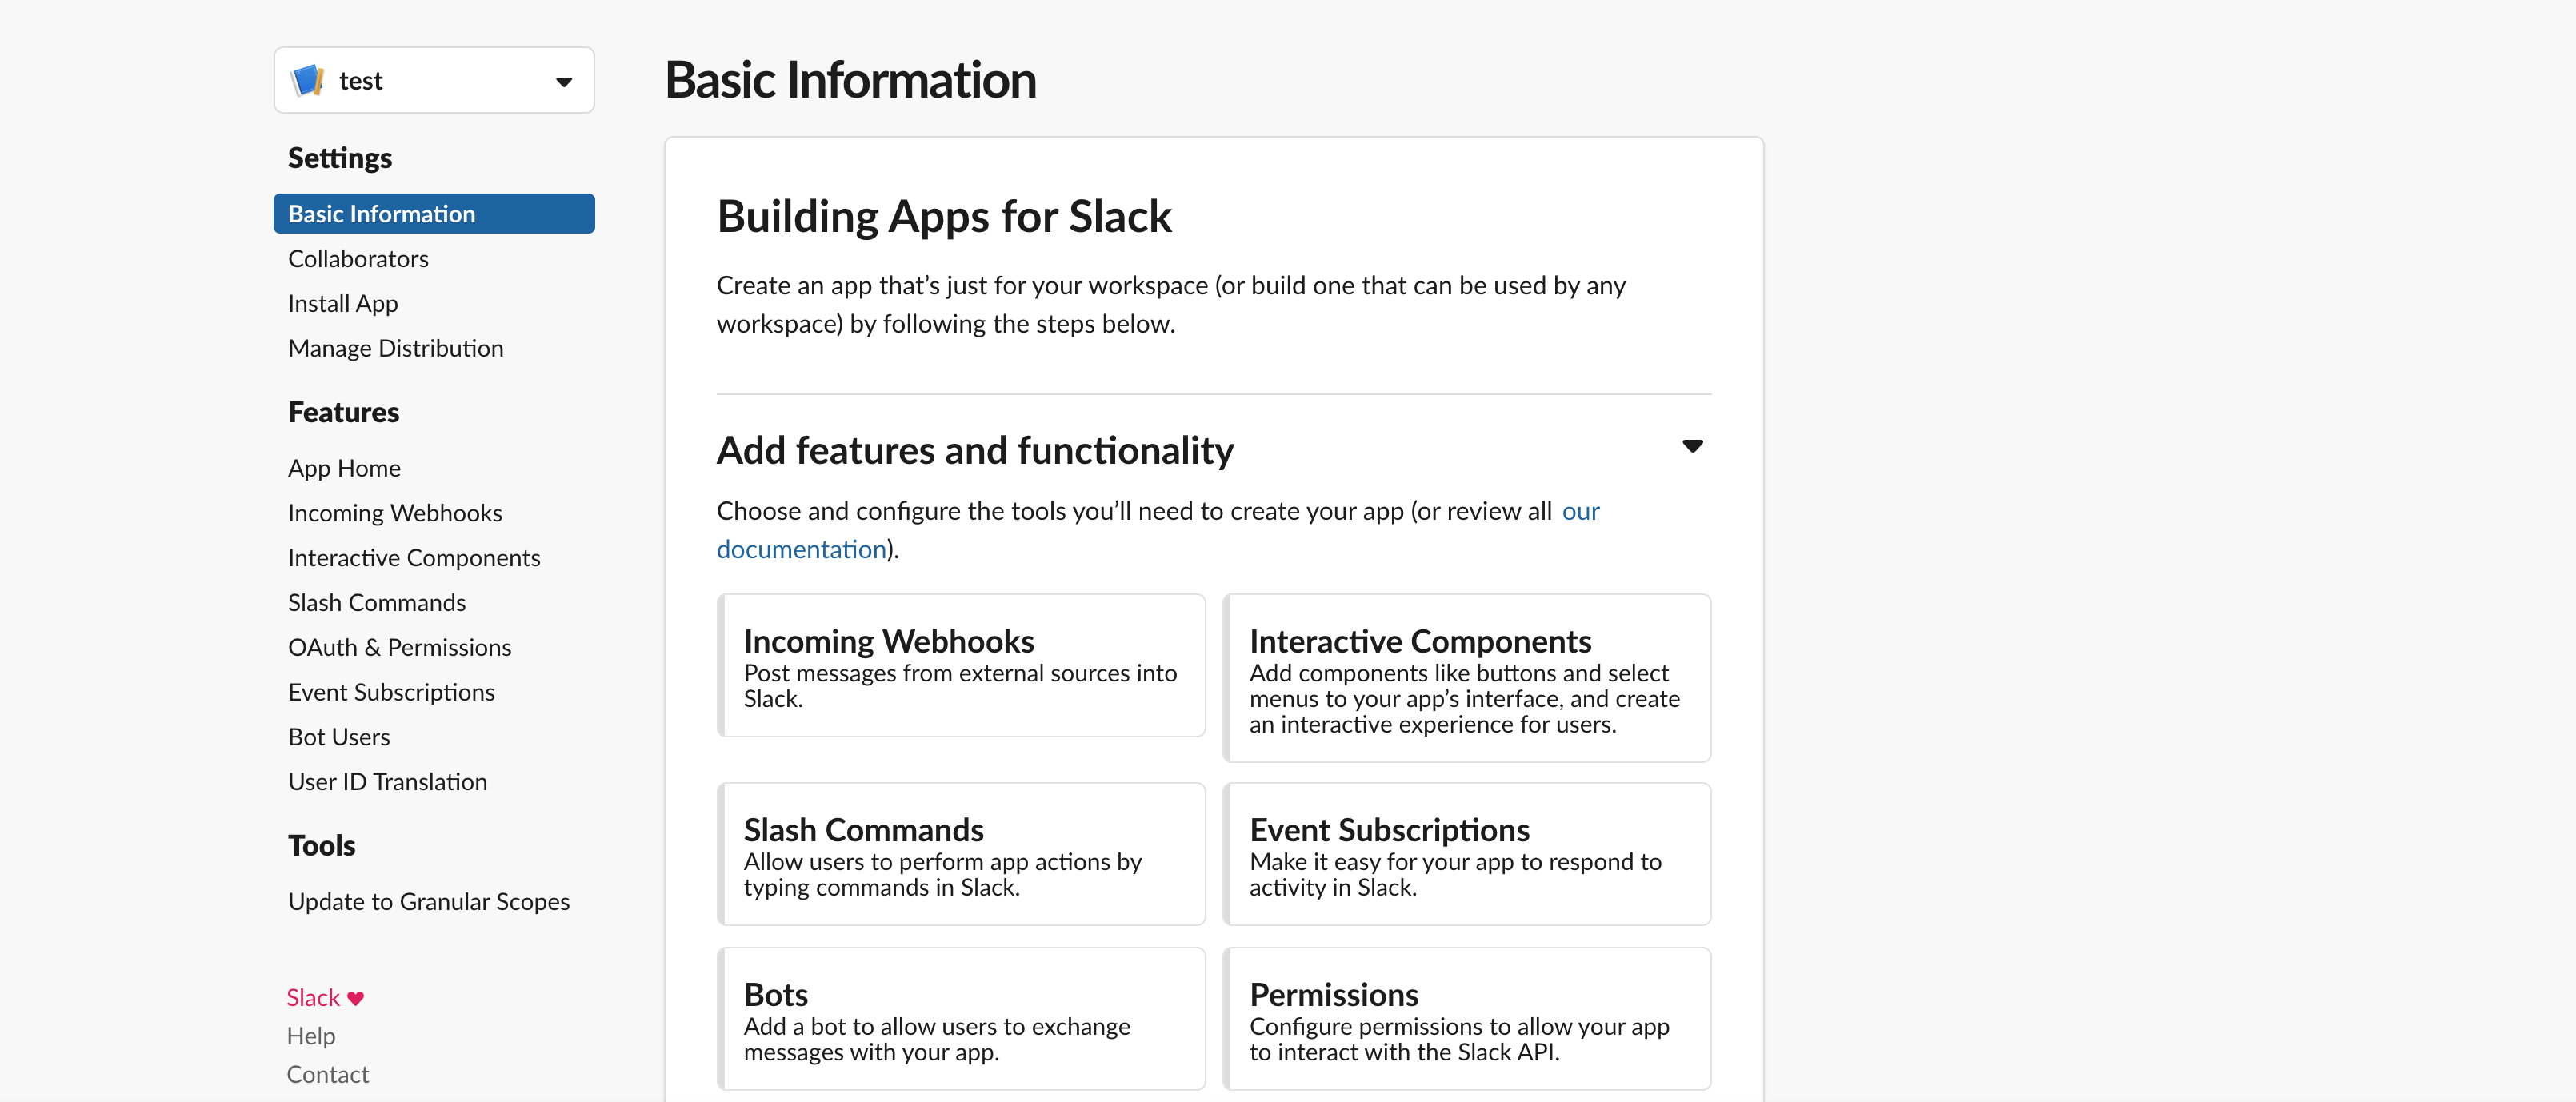 test
Settings
Basic Information
Collaborators
Install App
Manage Distribution
Features
App Home
Incoming Webhooks
Interactive Components
Slash Commands
OAuth & Permissions
Event Subscriptions
Bot Users
User ID Translation
Tools
Update to Granular Scopes
Slack ♥
Help
Contact
Basic Information
Building Apps for Slack
Create an app that’s just for your workspace (or build one that can be used by any
workspace) by following the steps below.
Add features and functionality
Choose and configure the tools you’ll need to create your app (or review all our
documentation).
Incoming Webhooks
Post messages from external sources into
Slack.
Interactive Components
Add components like buttons and select
menus to your app’s interface, and create
an interactive experience for users.
Slash Commands
Allow users to perform app actions by
typing commands in Slack.
Event Subscriptions
Make it easy for your app to respond to
activity in Slack.
Bots
Add a bot to allow users to exchange
messages with your app.
Permissions
Configure permissions to allow your app
to interact with the Slack API.